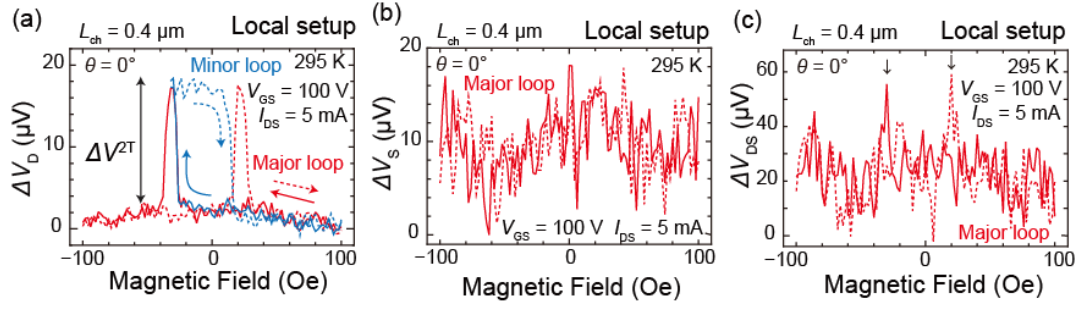 (a)
L_ch = 0.4 μm Local setup
20
10
0
ΔV_D (μV)
θ = 0° Minor loop 295 K
V_GS = 100 V
I_DS = 5 mA
ΔV^2T
Major loop
−100 0 100
Magnetic Field (Oe)
(b)
L_ch = 0.4 μm Local setup
20
10
0
ΔV_S (μV)
θ = 0° 295 K
Major loop
V_GS = 100 V I_DS = 5 mA
−100 0 100
Magnetic Field (Oe)
(c)
L_ch = 0.4 μm Local setup
60
40
20
0
ΔV_DS (μV)
θ = 0° 295 K
V_GS = 100 V
I_DS = 5 mA
Major loop
−100 0 100
Magnetic Field (Oe)